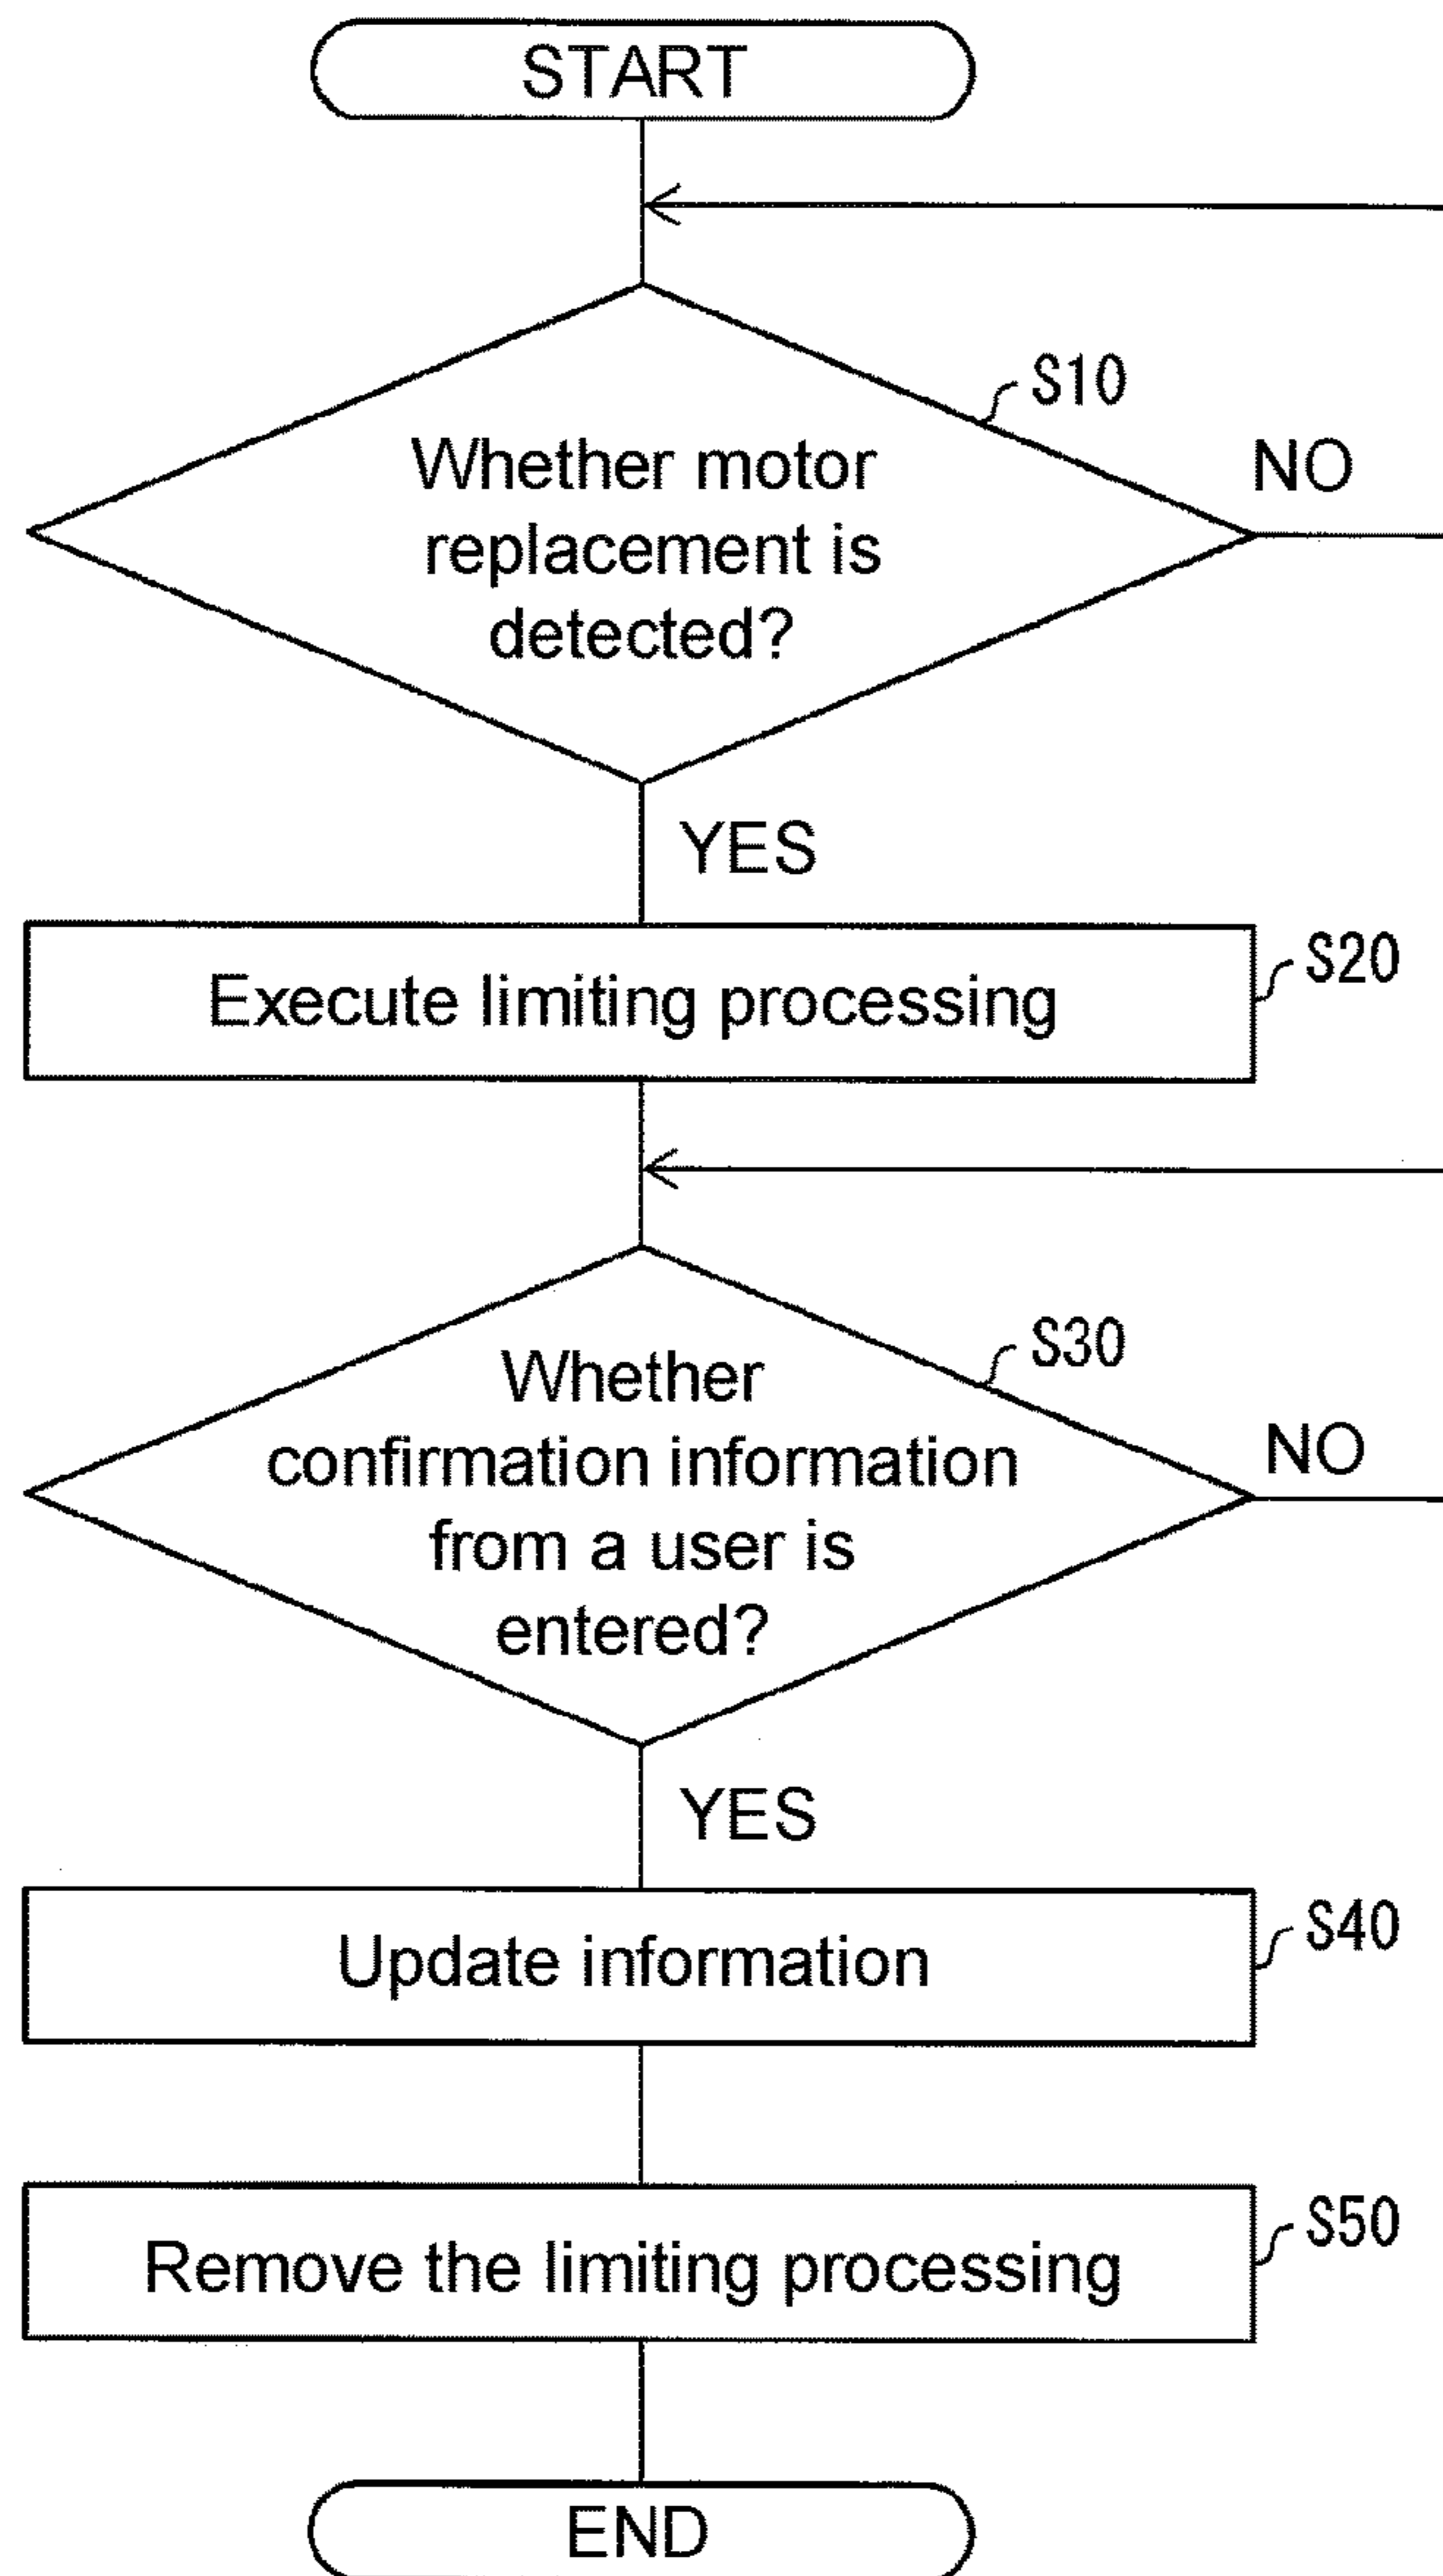 START
S10
Whether motor
replacement is
detected?
NO
YES
Execute limiting processing
S20
S30
Whether
confirmation information
from a user is
entered?
NO
YES
Update information
S40
Remove the limiting processing
S50
END